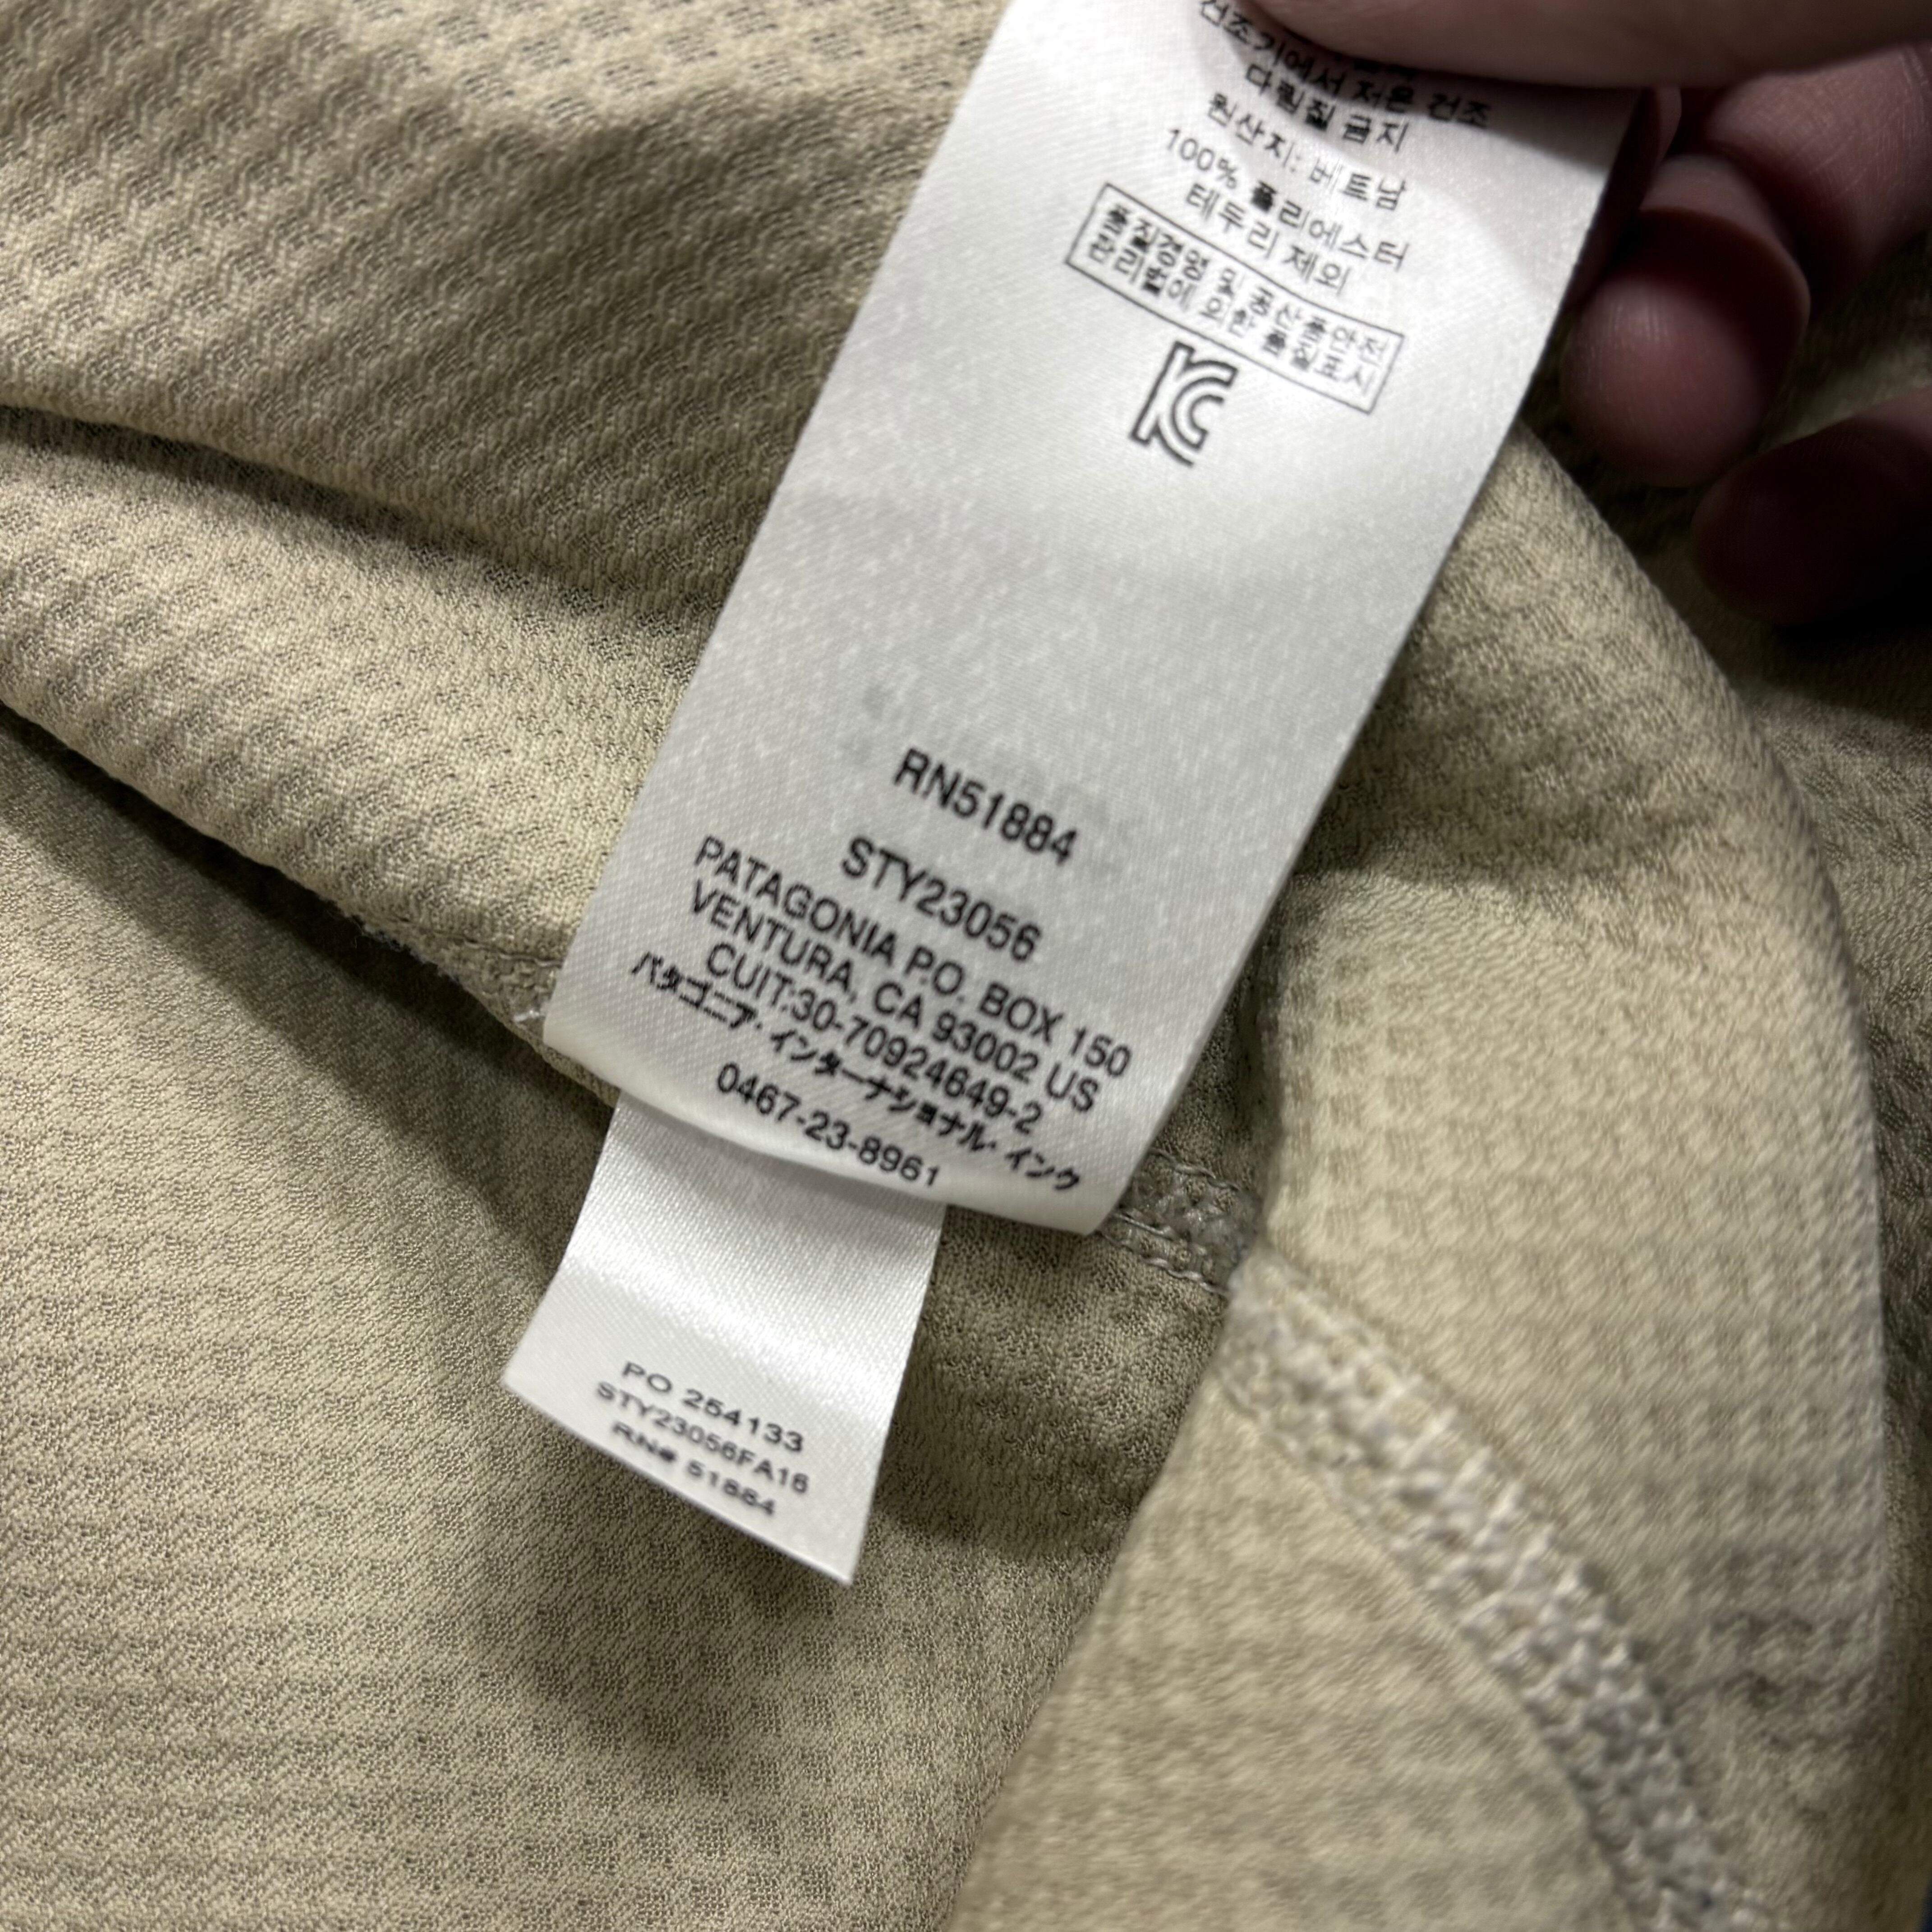 건조기에서 저온 건조
다림질 금지
원산지: 베트남
100% 폴리에스터
테두리 제외
품질경영 및 공산품안전
관리법에 의한 품질표시
RN51884
STY23056
PATAGONIA P.O. BOX 150
VENTURA, CA 93002 US
CUIT:30-70924649-2
パタゴニア・インターナショナル・インク
0467-23-8961
PO 254133
STY23056FA16
RN# 51884